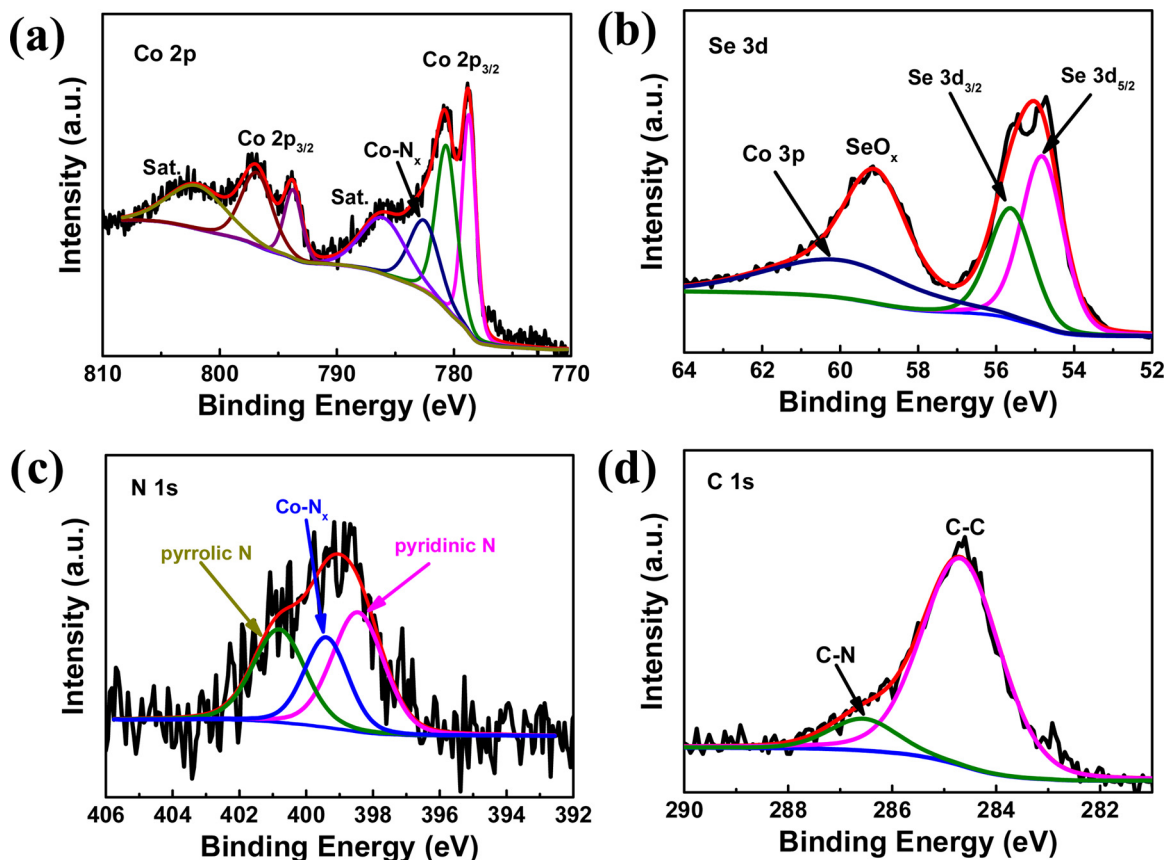 (a)
Co 2p
Co 2p3/2
Co 2p3/2
Co-Nx
Sat.
Sat.
Intensity (a.u.)
810 800 790 780 770
Binding Energy (eV)
(b)
Se 3d
Se 3d3/2
Se 3d5/2
Co 3p
SeOx
Intensity (a.u.)
64 62 60 58 56 54 52
Binding Energy (eV)
(c)
N 1s
Co-Nx
pyrrolic N
pyridinic N
Intensity (a.u.)
406 404 402 400 398 396 394 392
Binding Energy (eV)
(d)
C 1s
C-C
C-N
Intensity (a.u.)
290 288 286 284 282
Binding Energy (eV)